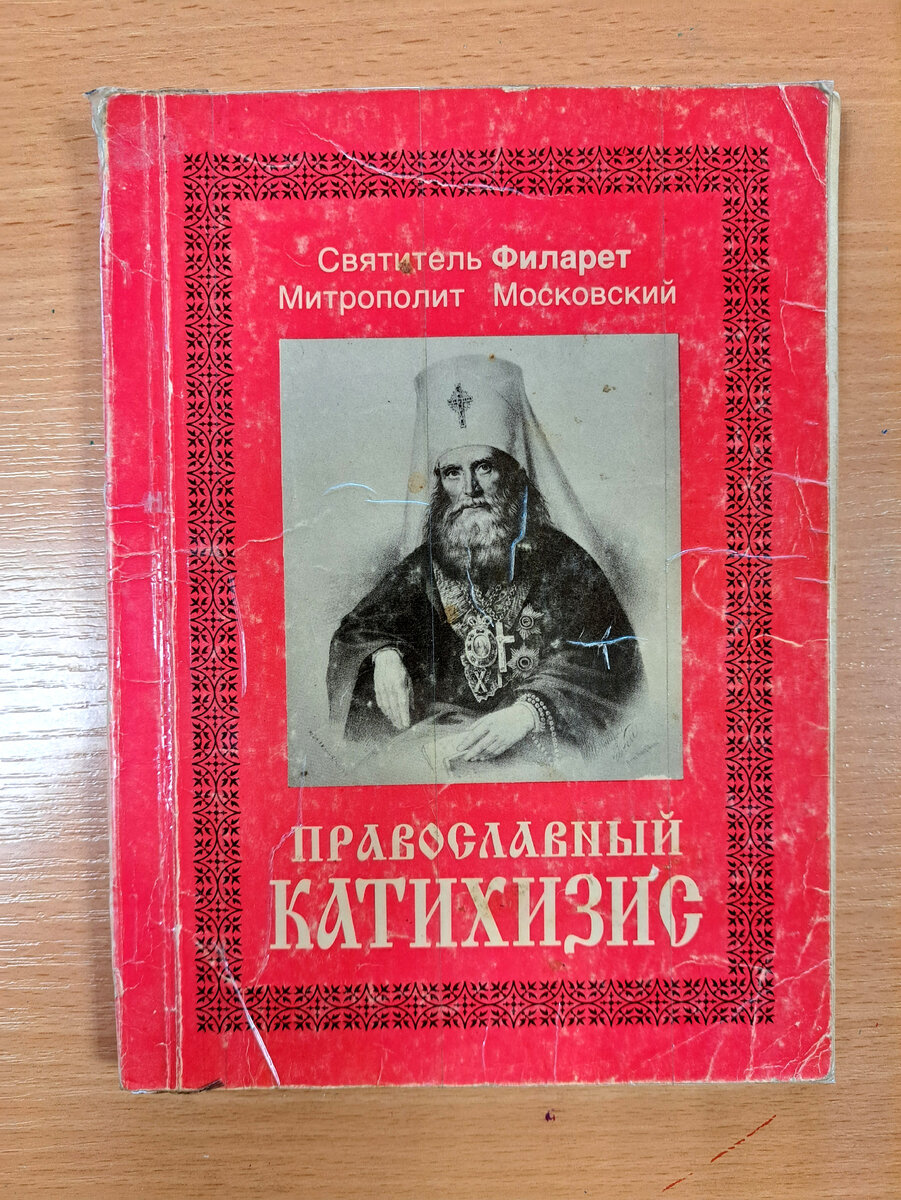 Святитель Филарет
Митрополит Московский
ПРАВОСЛАВНЫЙ
КАТИХИЗИС